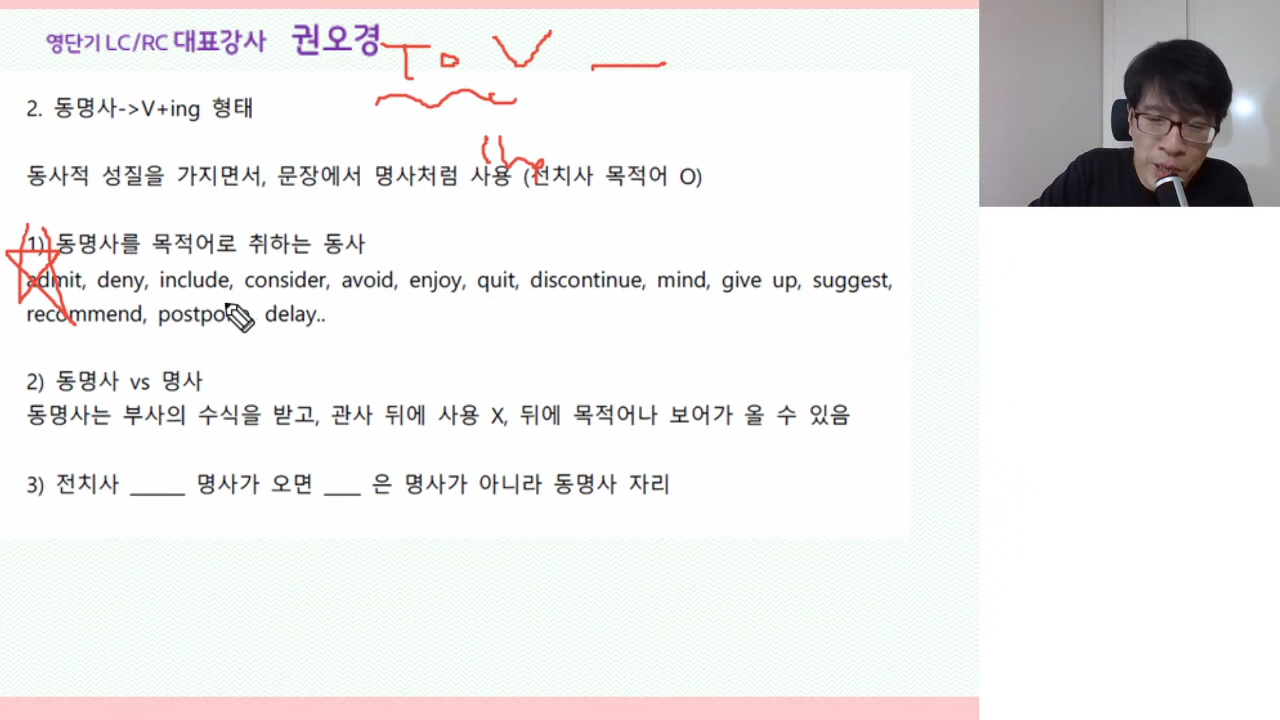 영단기 LC/RC 대표강사 권오경
To V
2. 동명사->V+ing 형태
동사적 성질을 가지면서, 문장에서 명사처럼 사용 (전치사 목적어 O)
1) 동명사를 목적어로 취하는 동사
admit, deny, include, consider, avoid, enjoy, quit, discontinue, mind, give up, suggest,
recommend, postpone, delay..
2) 동명사 vs 명사
동명사는 부사의 수식을 받고, 관사 뒤에 사용 X, 뒤에 목적어나 보어가 올 수 있음
3) 전치사 _____ 명사가 오면 ___ 은 명사가 아니라 동명사 자리